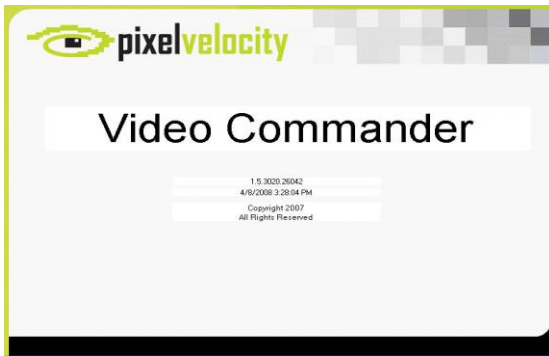 pixelvelocity
Video Commander
1.5.3020.26042
4/8/2008 3:28:04 PM
Copyright 2007
All Rights Reserved